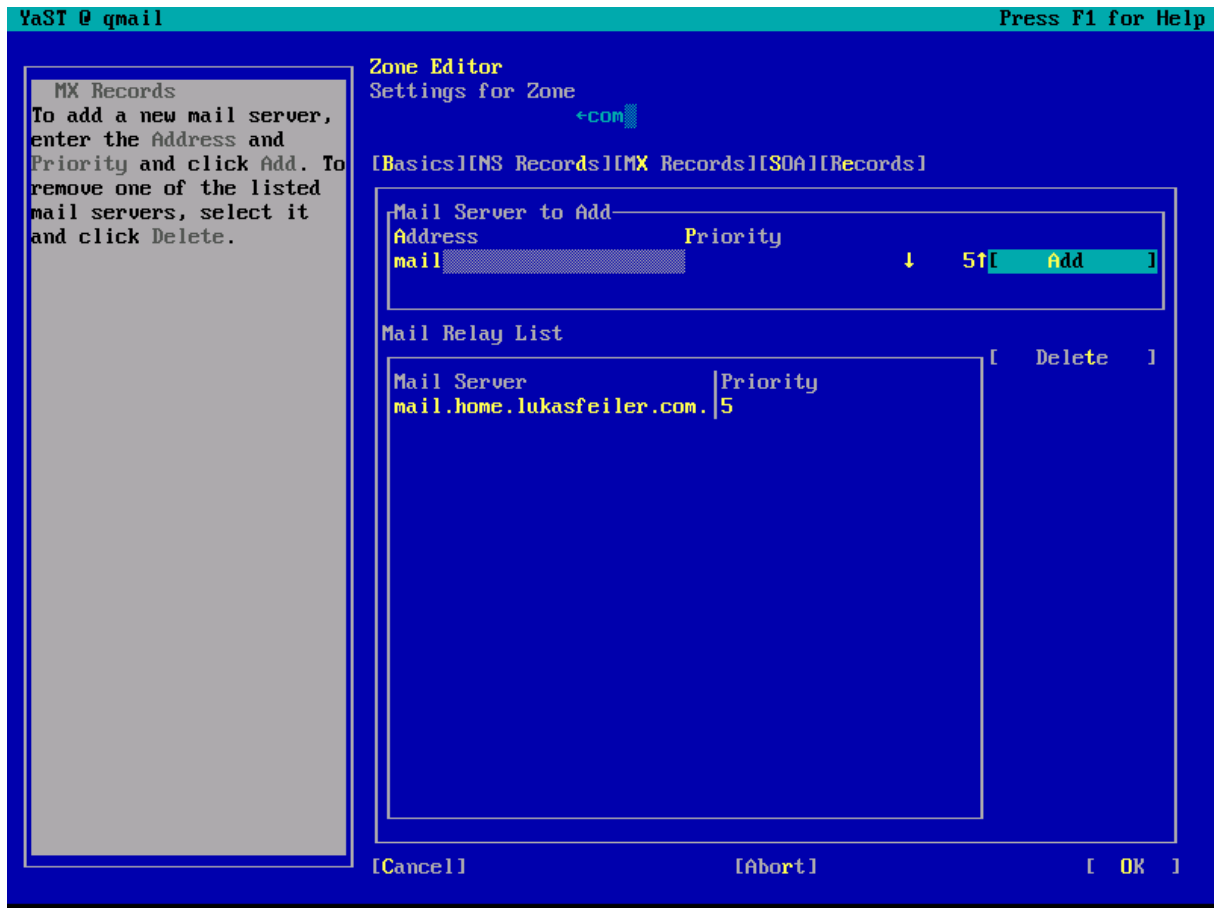 YaST @ qmail Press F1 for Help
MX Records
To add a new mail server,
enter the Address and
Priority and click Add. To
remove one of the listed
mail servers, select it
and click Delete.
Zone Editor
Settings for Zone
←com
[Basics][NS Records][MX Records][SOA][Records]
Mail Server to Add
Address Priority
mail ↓ 5↑[ Add ]
Mail Relay List
[ Delete ]
Mail Server |Priority
mail.home.lukasfeiler.com.|5
[Cancel] [Abort] [ OK ]